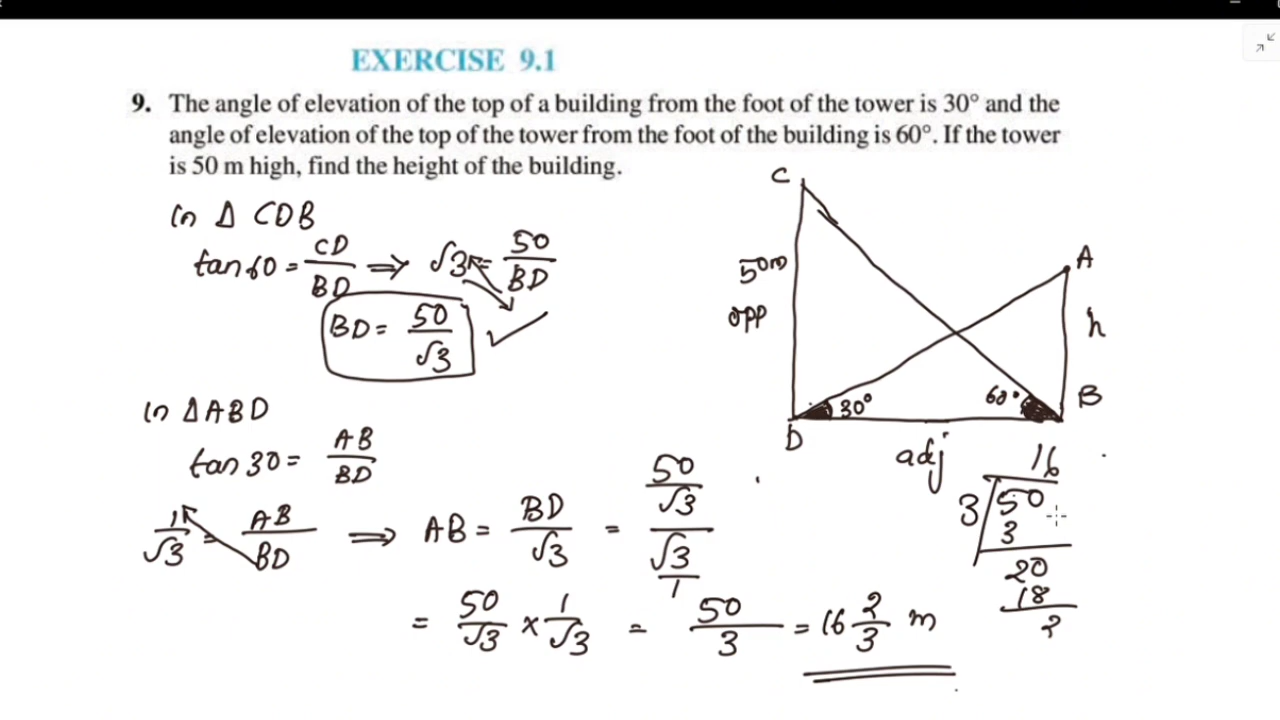 EXERCISE 9.1
9. The angle of elevation of the top of a building from the foot of the tower is 30° and the
angle of elevation of the top of the tower from the foot of the building is 60°. If the tower
is 50 m high, find the height of the building.
In Δ CDB
tan 60 = CD/BD ⇒ √3 = 50/BD
BD = 50/√3 ✓
In ΔABD
tan 30 = AB/BD
1/√3 = AB/BD ⇒ AB = BD/√3 = (50/√3)/(√3/1)
= 50/√3 × 1/√3 = 50/3 = 16 2/3 m
C
50m
opp
A
h
B
30°
60°
D
adj
16
3 50
3
20
18
2